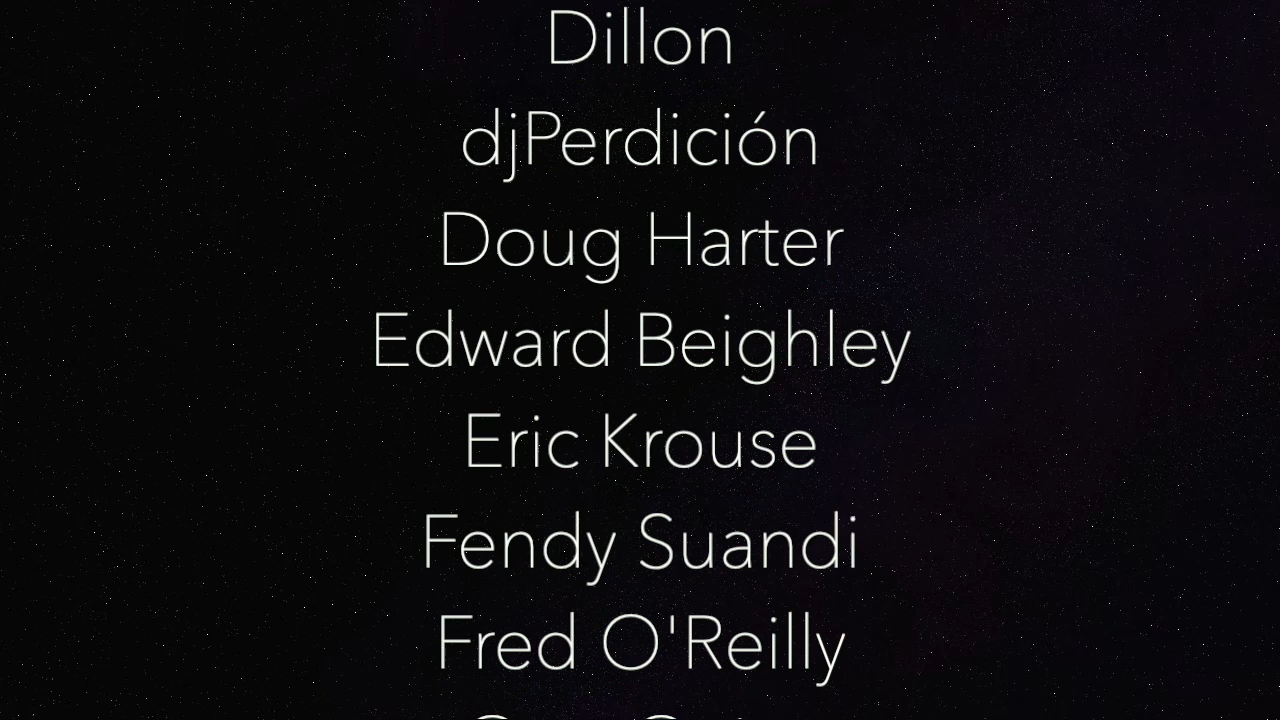 Dillon
djPerdición
Doug Harter
Edward Beighley
Eric Krouse
Fendy Suandi
Fred O'Reilly